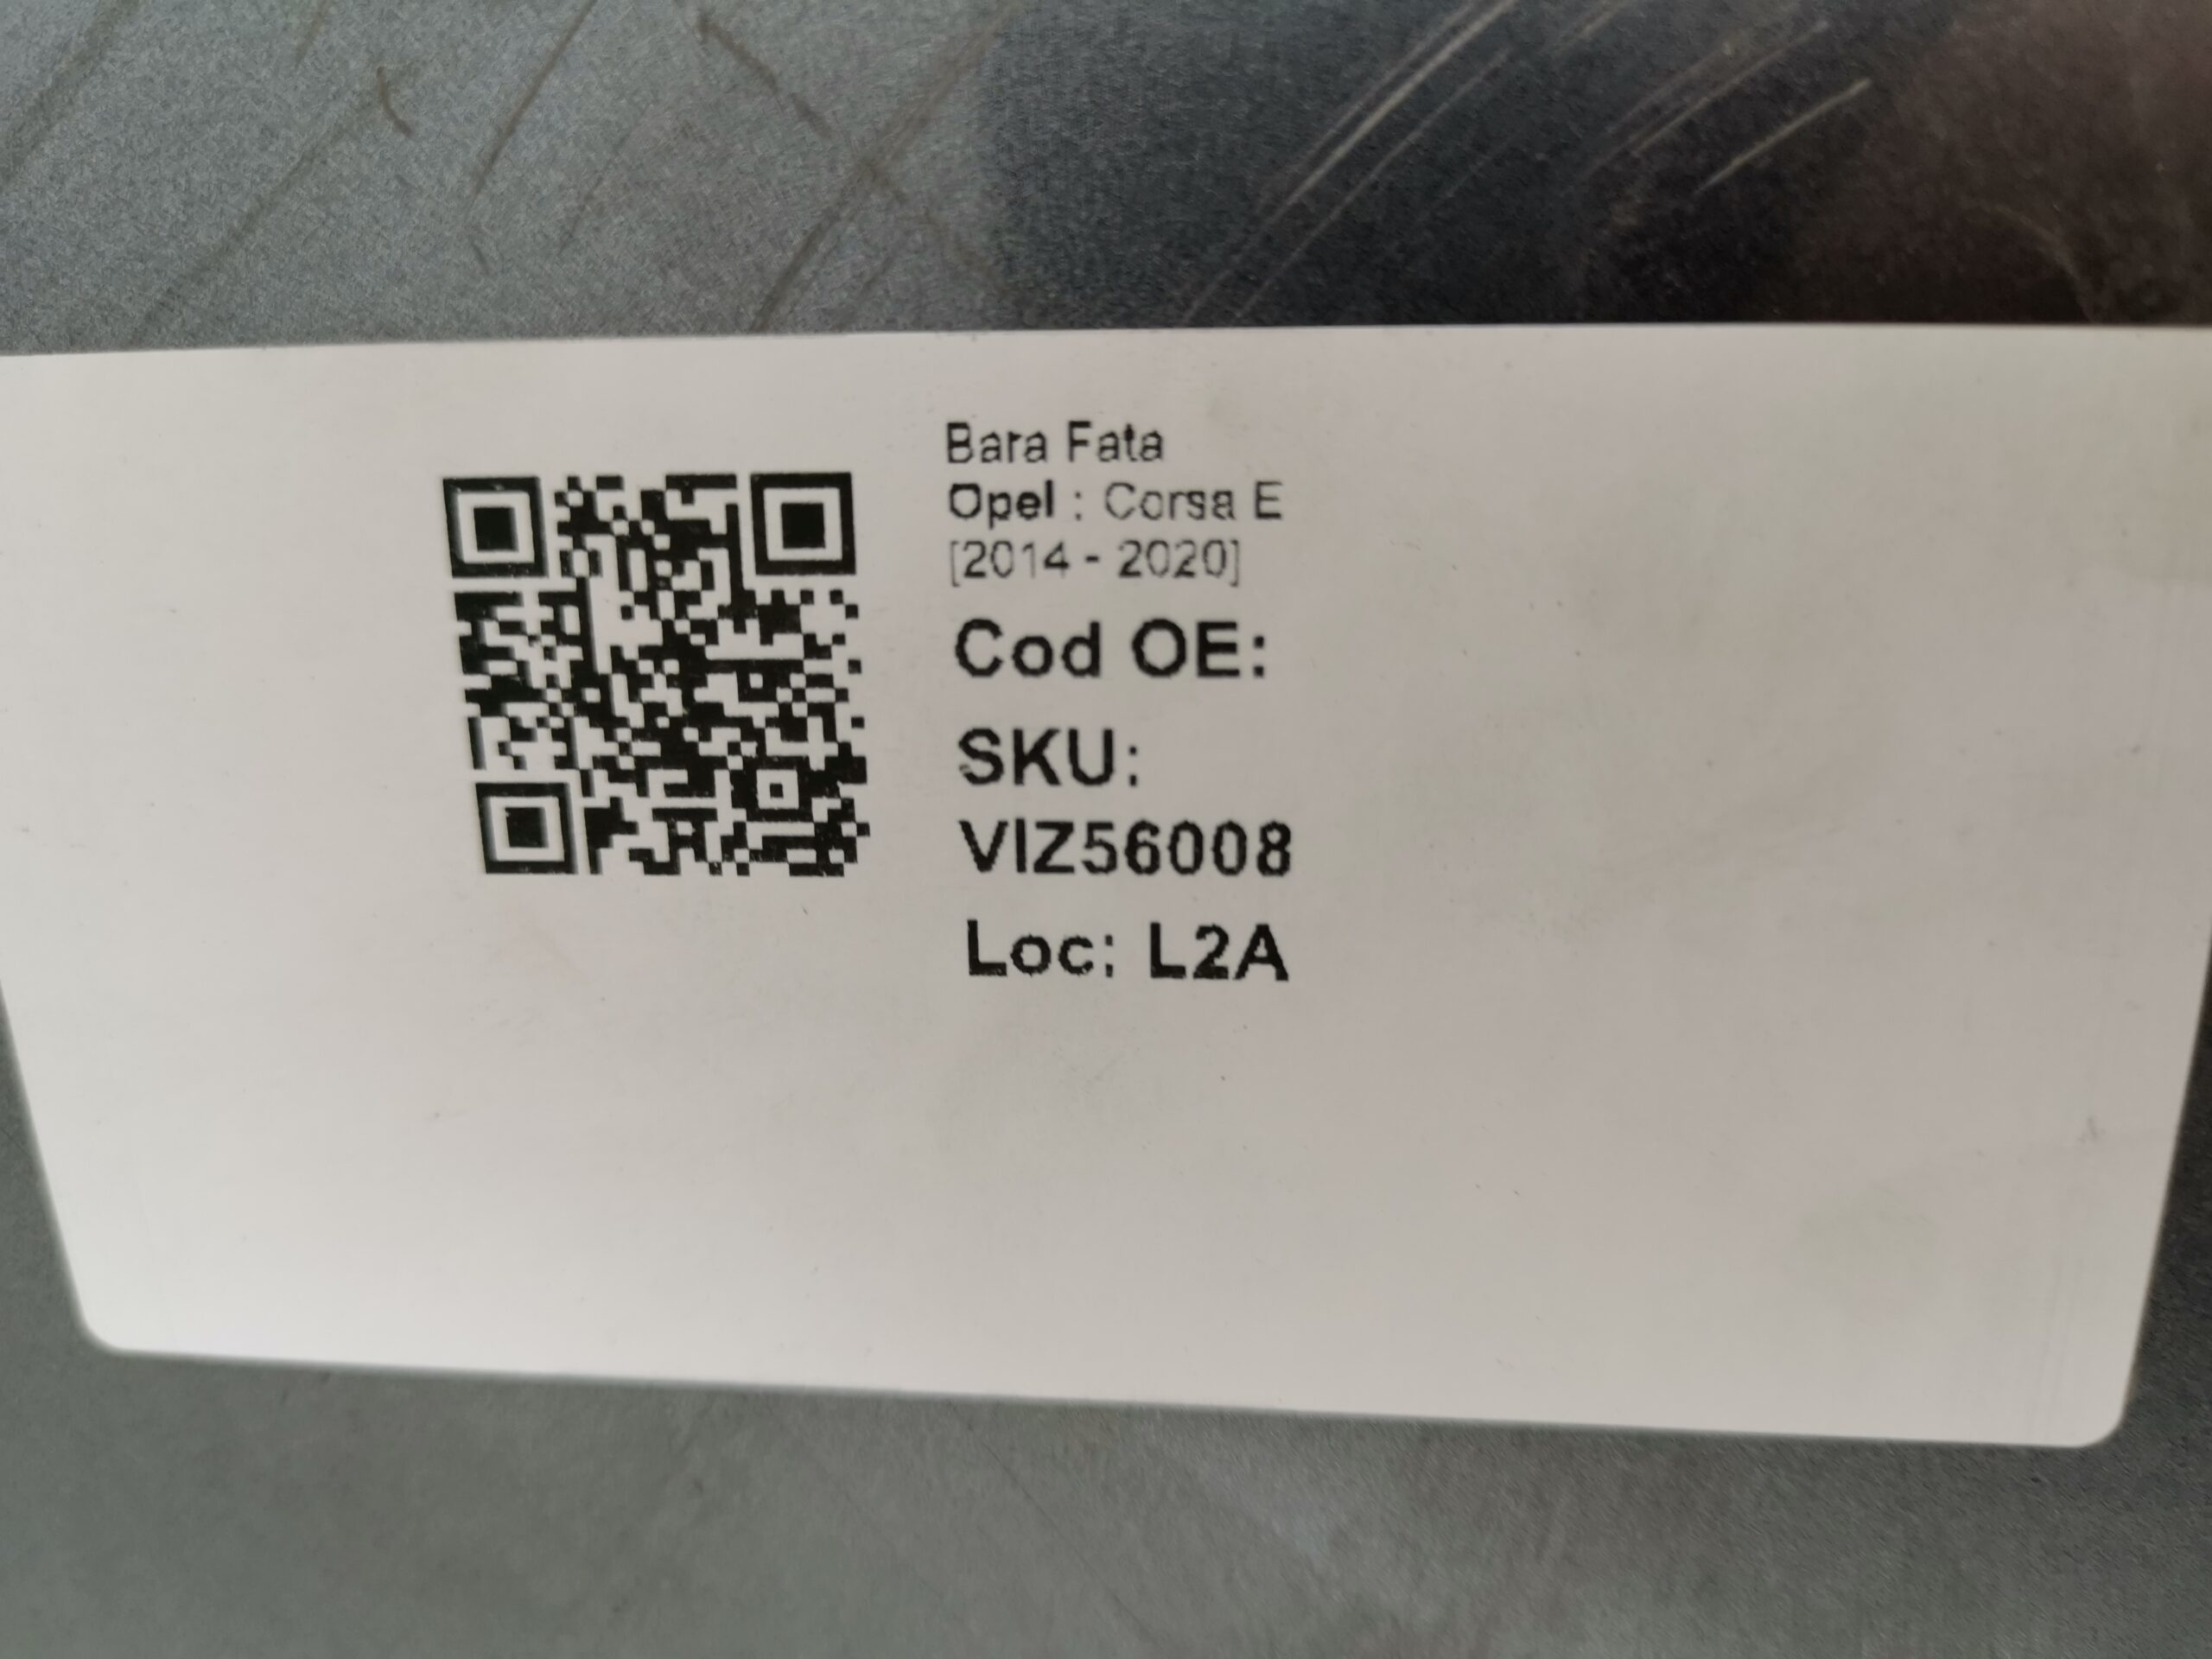 Bara Fata
Opel : Corsa E
[2014 - 2020]
Cod OE:
SKU:
VIZ56008
Loc: L2A